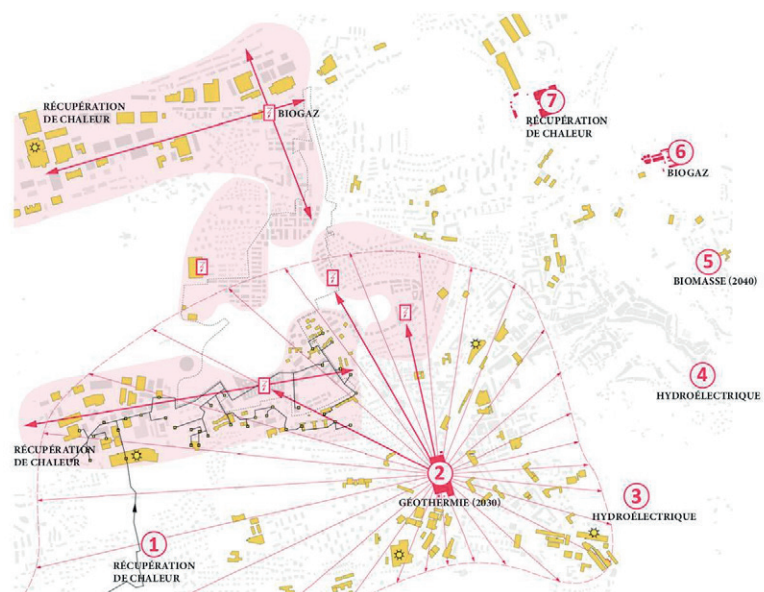 RÉCUPÉRATION
DE CHALEUR
BIOGAZ
7
RÉCUPÉRATION
DE CHALEUR
6
BIOGAZ
5
BIOMASSE (2040)
4
HYDROÉLECTRIQUE
RÉCUPÉRATION
DE CHALEUR
2
GÉOTHERMIE (2030)
3
HYDROÉLECTRIQUE
1
RÉCUPÉRATION
DE CHALEUR